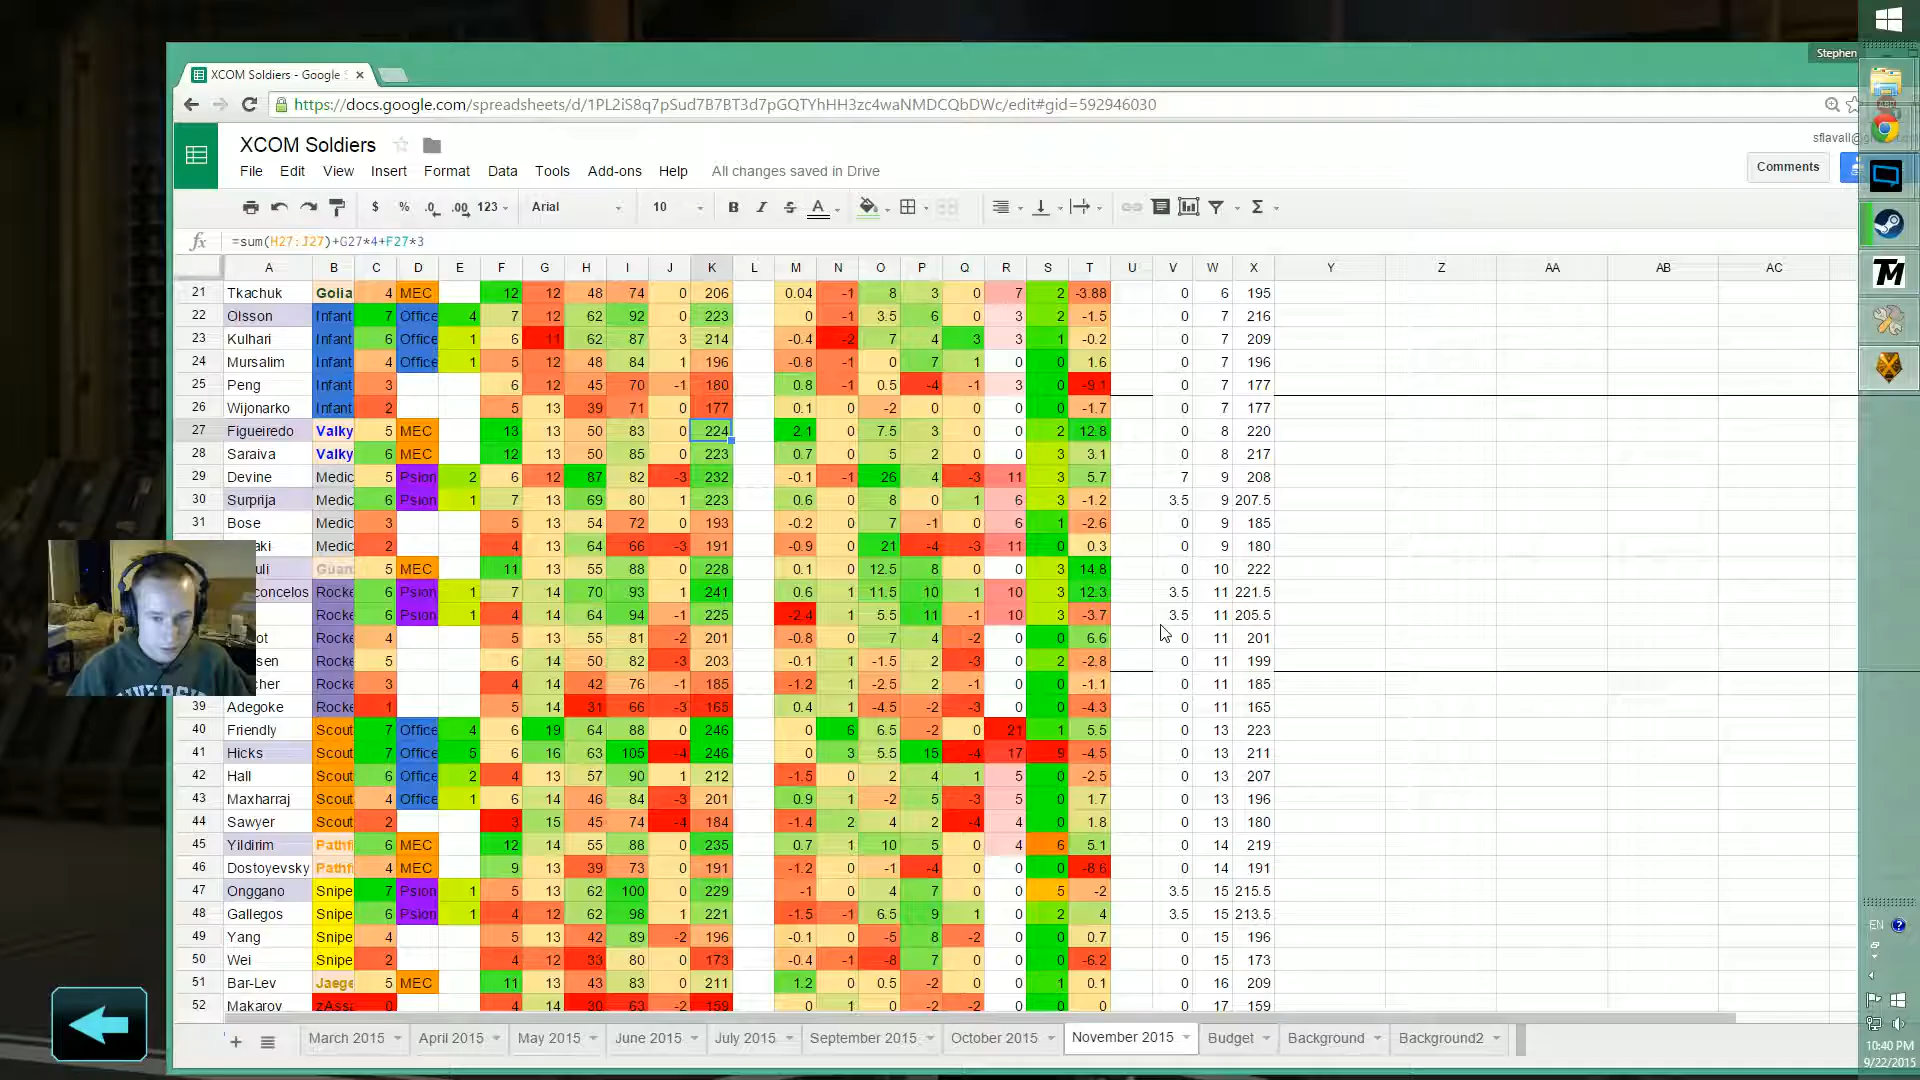 Stephen
XCOM Soldiers - Google S
https://docs.google.com/spreadsheets/d/1PL2iS8q7pSud7B7BT3d7pGQTYhHH3zc4waNMDCQbDWc/edit#gid=592946030
XCOM Soldiers
sflavall@
File Edit View Insert Format Data Tools Add-ons Help All changes saved in Drive
Comments
$ % .0 .00 123 Arial 10 B I S A Σ
fx =sum(H27:J27)+G27*4+F27*3
A B C D E F G H I J K L M N O P Q R S T U V W X Y Z AA AB AC
21 Tkachuk Golia 4 MEC 12 12 48 74 0 206 0.04 -1 8 3 0 7 2 -3.88 0 6 195
22 Olsson Infant 7 Office 4 7 12 62 92 0 223 0 -1 3.5 6 0 3 2 -1.5 0 7 216
23 Kulhari Infant 6 Office 1 6 11 62 87 3 214 -0.4 -2 7 4 3 3 1 -0.2 0 7 209
24 Mursalim Infant 4 Office 1 5 12 48 84 1 196 -0.8 -1 0 7 1 0 0 1.6 0 7 196
25 Peng Infant 3 6 12 45 70 -1 180 0.8 -1 0.5 -4 -1 3 0 -9.1 0 7 177
26 Wijonarko Infant 2 5 13 39 71 0 177 0.1 0 -2 0 0 0 0 -1.7 0 7 177
27 Figueiredo Valky 5 MEC 13 13 50 83 0 224 2.1 0 7.5 3 0 0 2 12.8 0 8 220
28 Saraiva Valky 6 MEC 12 13 50 85 0 223 0.7 0 5 2 0 0 3 3.1 0 8 217
29 Devine Medic 5 Psion 2 6 12 87 82 -3 232 -0.1 -1 26 4 -3 11 3 5.7 7 9 208
30 Surprija Medic 6 Psion 1 7 13 69 80 1 223 0.6 0 8 0 1 6 3 -1.2 3.5 9 207.5
31 Bose Medic 3 5 13 54 72 0 193 -0.2 0 7 -1 0 6 1 -2.6 0 9 185
aki Medic 2 4 13 64 66 -3 191 -0.9 0 21 -4 -3 11 0 0.3 0 9 180
uli Guar 5 MEC 11 13 55 88 0 228 0.1 0 12.5 8 0 0 3 14.8 0 10 222
concelos Rocke 6 Psion 1 7 14 70 93 1 241 0.6 1 11.5 10 1 10 3 12.3 3.5 11 221.5
Rocke 6 Psion 1 4 14 64 94 -1 225 -2.4 1 5.5 11 -1 10 3 -3.7 3.5 11 205.5
ot Rocke 4 5 13 55 81 -2 201 -0.8 0 7 4 -2 0 0 6.6 0 11 201
sen Rocke 5 6 14 50 82 -3 203 -0.1 1 -1.5 2 -3 0 2 -2.8 0 11 199
cher Rocke 3 4 14 42 76 -1 185 -1.2 1 -2.5 2 -1 0 0 -1.1 0 11 185
39 Adegoke Rocke 1 5 14 31 66 -3 165 0.4 1 -4.5 -2 -3 0 0 -4.3 0 11 165
40 Friendly Scout 7 Office 4 6 19 64 88 0 246 0 6 6.5 -2 0 21 1 5.5 0 13 223
41 Hicks Scout 7 Office 5 6 16 63 105 -4 246 -1 3 5.5 15 -4 17 9 -4.5 0 13 211
42 Hall Scout 6 Office 2 4 13 57 90 1 212 -1.5 0 2 4 1 5 0 -2.5 0 13 207
43 Maxharraj Scout 4 Office 1 6 14 46 84 -3 201 0.9 1 -2 5 -3 5 0 1.7 0 13 196
44 Sawyer Scout 2 3 15 45 74 -4 184 -1.4 2 4 2 -4 4 0 1.8 0 13 180
45 Yildirim Pathfi 6 MEC 12 14 55 88 0 235 0.7 1 10 5 0 4 6 5.1 0 14 219
46 Dostoyevsky Pathfi 4 MEC 9 13 39 73 0 191 -1.2 0 -1 -4 0 0 0 -8.6 0 14 191
47 Onggano Snipe 7 Psion 1 5 13 62 100 0 229 -1 0 4 7 0 0 5 -2 3.5 15 215.5
48 Gallegos Snipe 6 Psion 1 4 12 62 98 1 221 -1.5 -1 6.5 9 1 0 2 4 3.5 15 213.5
49 Yang Snipe 4 5 13 42 89 -2 196 -0.1 0 -5 8 -2 0 0 0.7 0 15 196
50 Wei Snipe 2 4 12 33 80 0 173 -0.4 -1 -8 7 0 0 0 -6.2 0 15 173
51 Bar-Lev Jaege 5 MEC 11 13 43 83 0 211 1.2 0 0.5 -2 0 0 1 0.1 0 16 209
52 Makarov zAssa 0 4 14 30 63 -2 159 0 1 0 -2 -2 0 0 0 0 17 159
March 2015 April 2015 May 2015 June 2015 July 2015 September 2015 October 2015 November 2015 Budget Background Background2
EN
10:40 PM
9/22/2015